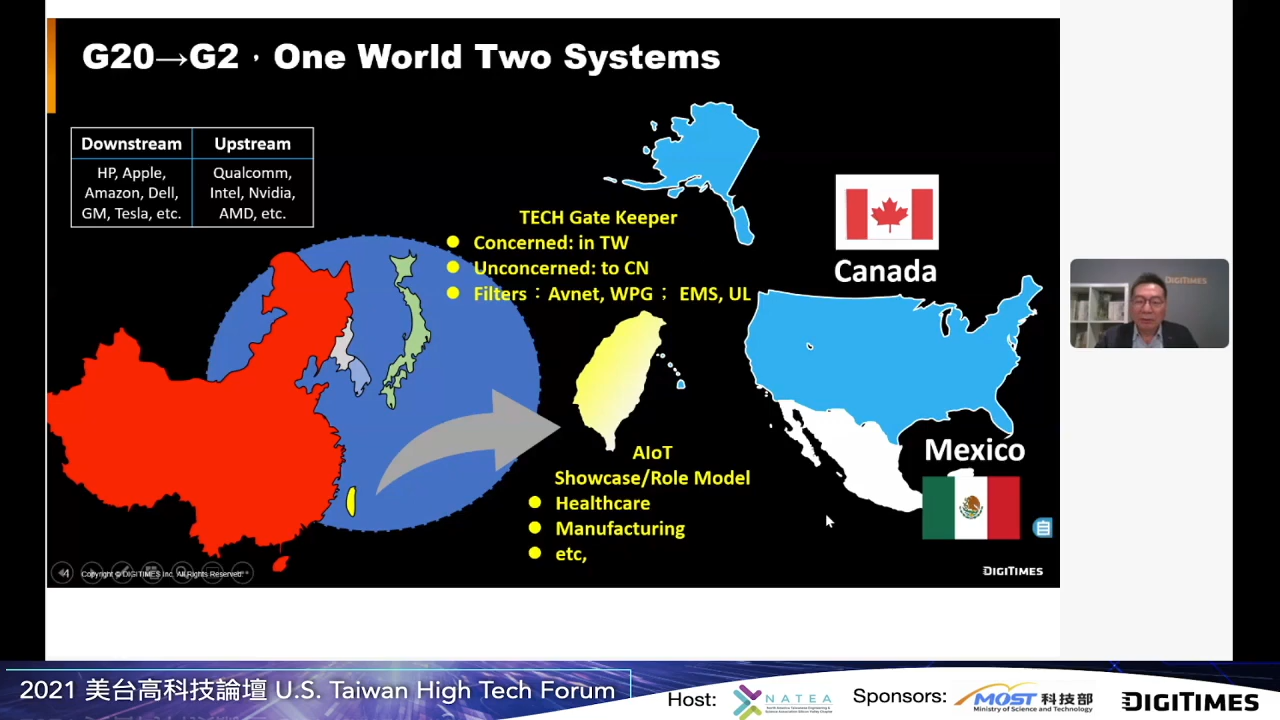 G20→G2，One World Two Systems
Downstream
Upstream
HP, Apple,
Amazon, Dell,
GM, Tesla, etc.
Qualcomm,
Intel, Nvidia,
AMD, etc.
TECH Gate Keeper
Concerned: in TW
Unconcerned: to CN
Filters：Avnet, WPG； EMS, UL
Canada
DIGITIMES
Mexico
AIoT
Showcase/Role Model
Healthcare
Manufacturing
etc,
Copyright © DIGITIMES Inc. All Rights Reserved.
DIGITIMES
2021 美台高科技論壇 U.S. Taiwan High Tech Forum
Host:
NATEA
Sponsors:
MOST 科技部
Ministry of Science and Technology
DIGITIMES